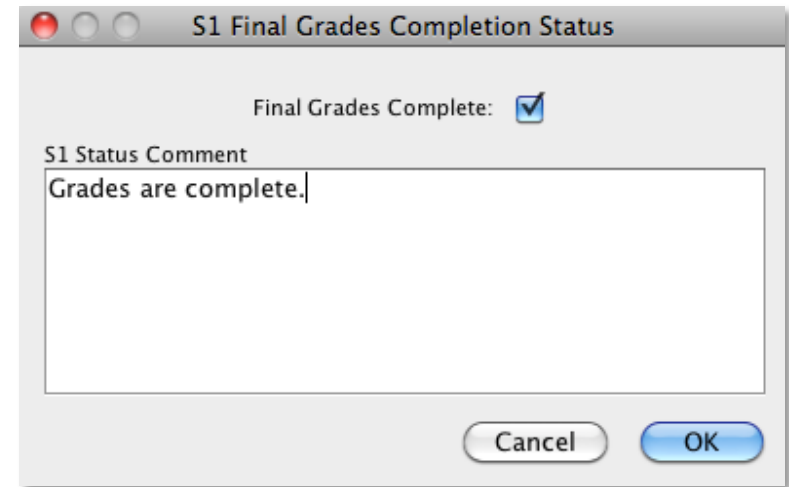 S1 Final Grades Completion Status
Final Grades Complete:
S1 Status Comment
Grades are complete.
Cancel OK